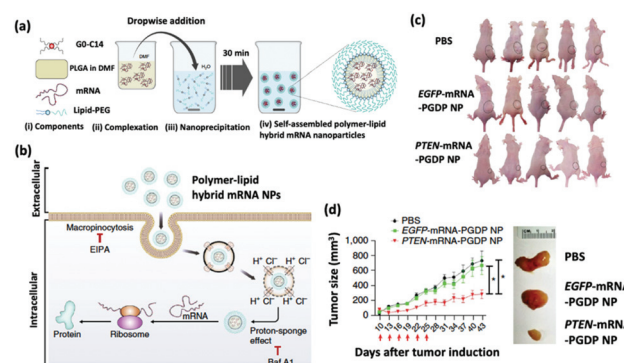 (a)
Dropwise addition
G0-C14
PLGA in DMF
mRNA
Lipid-PEG
DMF
H₂O
30 min
(i) Components
(ii) Complexation
(iii) Nanoprecipitation
(iv) Self-assembled polymer-lipid
hybrid mRNA nanoparticles
(b)
Extracellular
Intracellular
Polymer-lipid
hybrid mRNA NPs
Macropinocytosis
EIPA
H⁺ Cl⁻
H⁺ Cl⁻
H⁺ Cl⁻
H⁺ Cl⁻
mRNA
Protein
Ribosome
Proton-sponge
effect
Baf A1
(c)
PBS
EGFP-mRNA
-PGDP NP
PTEN-mRNA
-PGDP NP
(d)
PBS
EGFP-mRNA-PGDP NP
PTEN-mRNA-PGDP NP
Tumor size (mm³)
1000
800
600
400
200
0
10 13 16 19 22 25 28 31 34 37 40 43
* *
Days after tumor induction
PBS
EGFP-mRNA
-PGDP NP
PTEN-mRNA
-PGDP NP